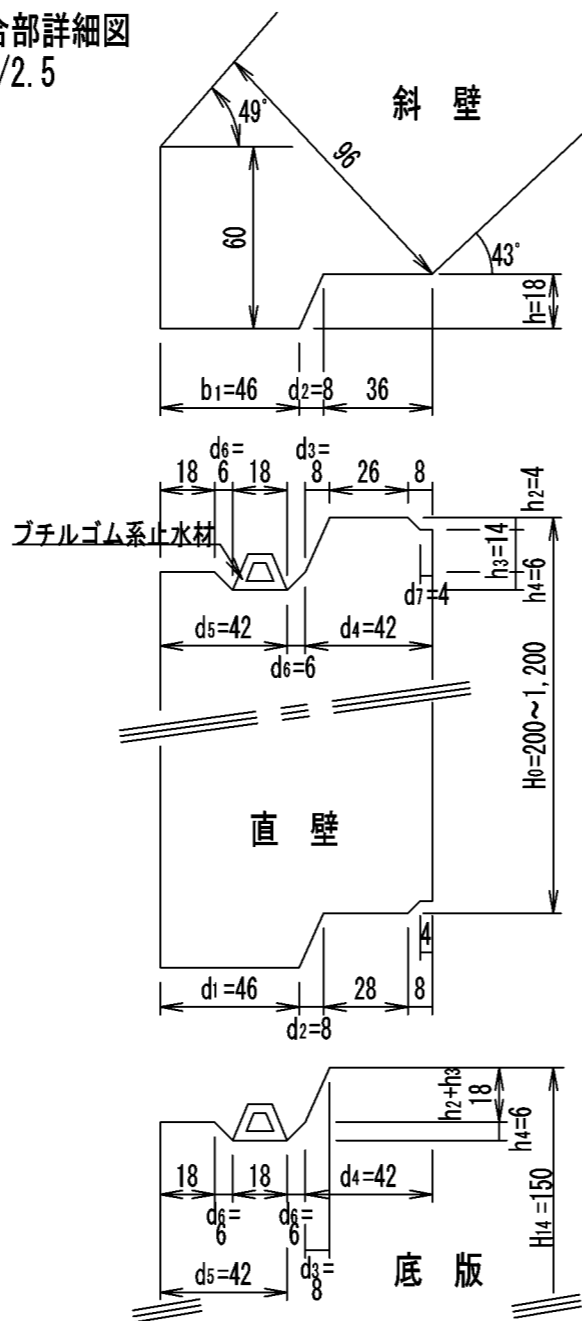 合部詳細図
/2.5
49°
斜 壁
96
60
43°
h=18
b1=46
d2=8
36
d6=
d3=
18
6
18
8
26
8
h2=4
ブチルゴム系止水材
h3=14
h4=6
d7=4
d5=42
d4=42
d6=6
H0=200~1,200
直 壁
4
d1=46
28
8
d2=8
h2+h3
18
h4=6
18
18
d4=42
d6=
6
d6=
6
d3=
8
d5=42
H14=150
底 版